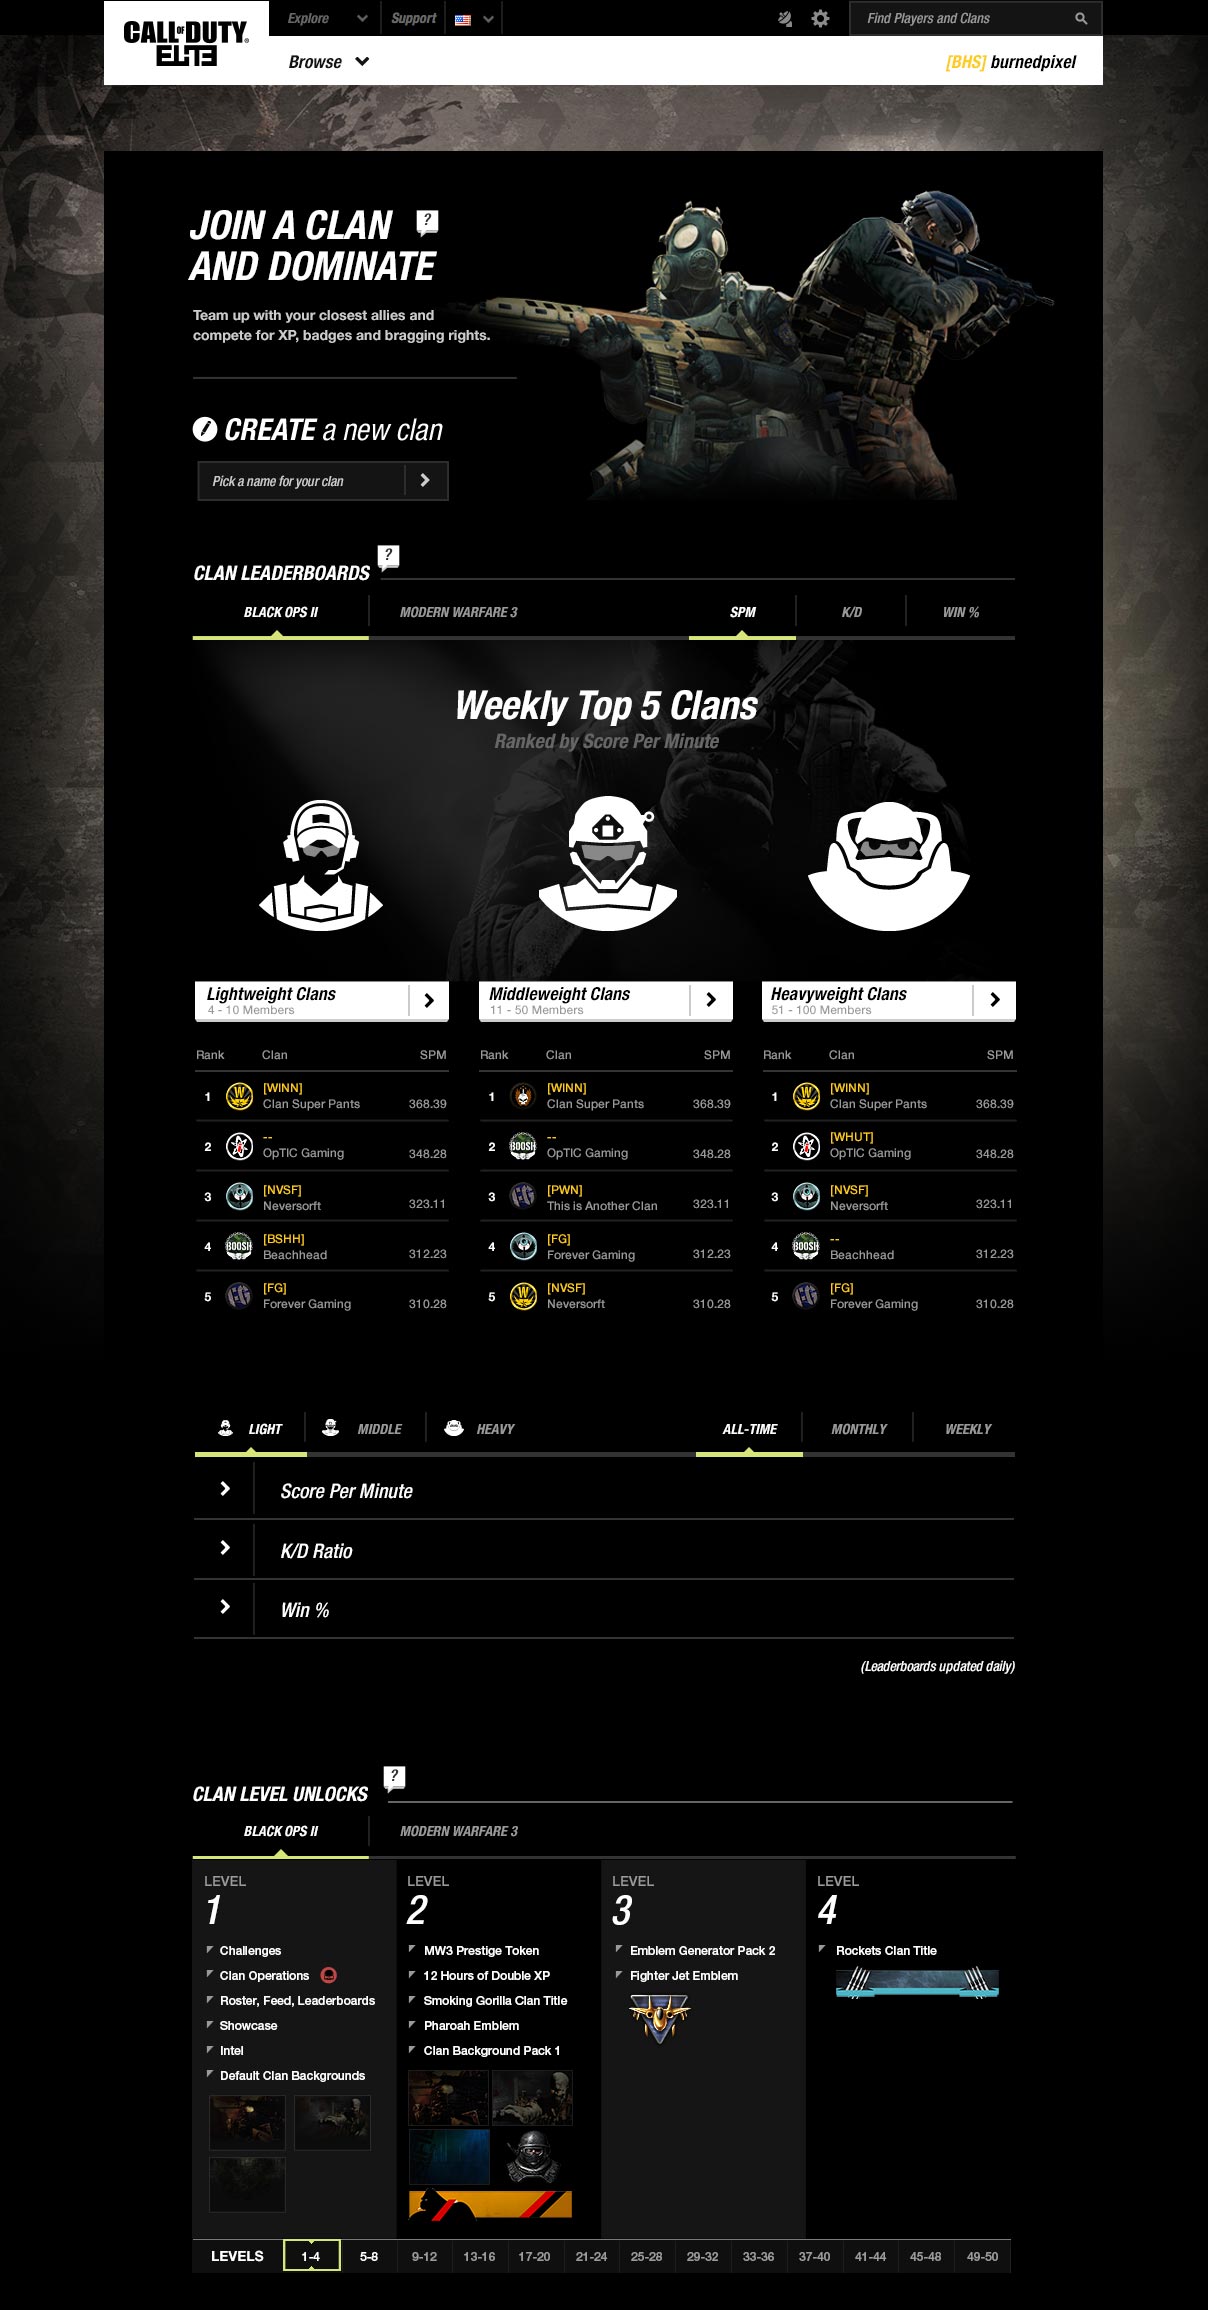 CALL OF DUTY®
ELITE
Explore
Support
Find Players and Clans
Browse
[BHS] burnedpixel
JOIN A CLAN ?
AND DOMINATE
Team up with your closest allies and
compete for XP, badges and bragging rights.
CREATE a new clan
Pick a name for your clan
CLAN LEADERBOARDS ?
BLACK OPS II MODERN WARFARE 3 SPM K/D WIN %
Weekly Top 5 Clans
Ranked by Score Per Minute
Lightweight Clans
4 - 10 Members
Rank Clan SPM
1 W [WINN]
Clan Super Pants 368.39
2 --
OpTIC Gaming 348.28
3 [NVSF]
Neversorft 323.11
4 BOOSH [BSHH]
Beachhead 312.23
5 [FG]
Forever Gaming 310.28
Middleweight Clans
11 - 50 Members
Rank Clan SPM
1 [WINN]
Clan Super Pants 368.39
2 BOOSH --
OpTIC Gaming 348.28
3 [PWN]
This is Another Clan 323.11
4 [FG]
Forever Gaming 312.23
5 W [NVSF]
Neversorft 310.28
Heavyweight Clans
51 - 100 Members
Rank Clan SPM
1 W [WINN]
Clan Super Pants 368.39
2 [WHUT]
OpTIC Gaming 348.28
3 [NVSF]
Neversorft 323.11
4 BOOSH --
Beachhead 312.23
5 [FG]
Forever Gaming 310.28
LIGHT MIDDLE HEAVY ALL-TIME MONTHLY WEEKLY
Score Per Minute
K/D Ratio
Win %
(Leaderboards updated daily)
CLAN LEVEL UNLOCKS ?
BLACK OPS II MODERN WARFARE 3
LEVEL
1
Challenges
Clan Operations
Roster, Feed, Leaderboards
Showcase
Intel
Default Clan Backgrounds
LEVEL
2
MW3 Prestige Token
12 Hours of Double XP
Smoking Gorilla Clan Title
Pharoah Emblem
Clan Background Pack 1
LEVEL
3
Emblem Generator Pack 2
Fighter Jet Emblem
LEVEL
4
Rockets Clan Title
LEVELS 1-4 5-8 9-12 13-16 17-20 21-24 25-28 29-32 33-36 37-40 41-44 45-48 49-50